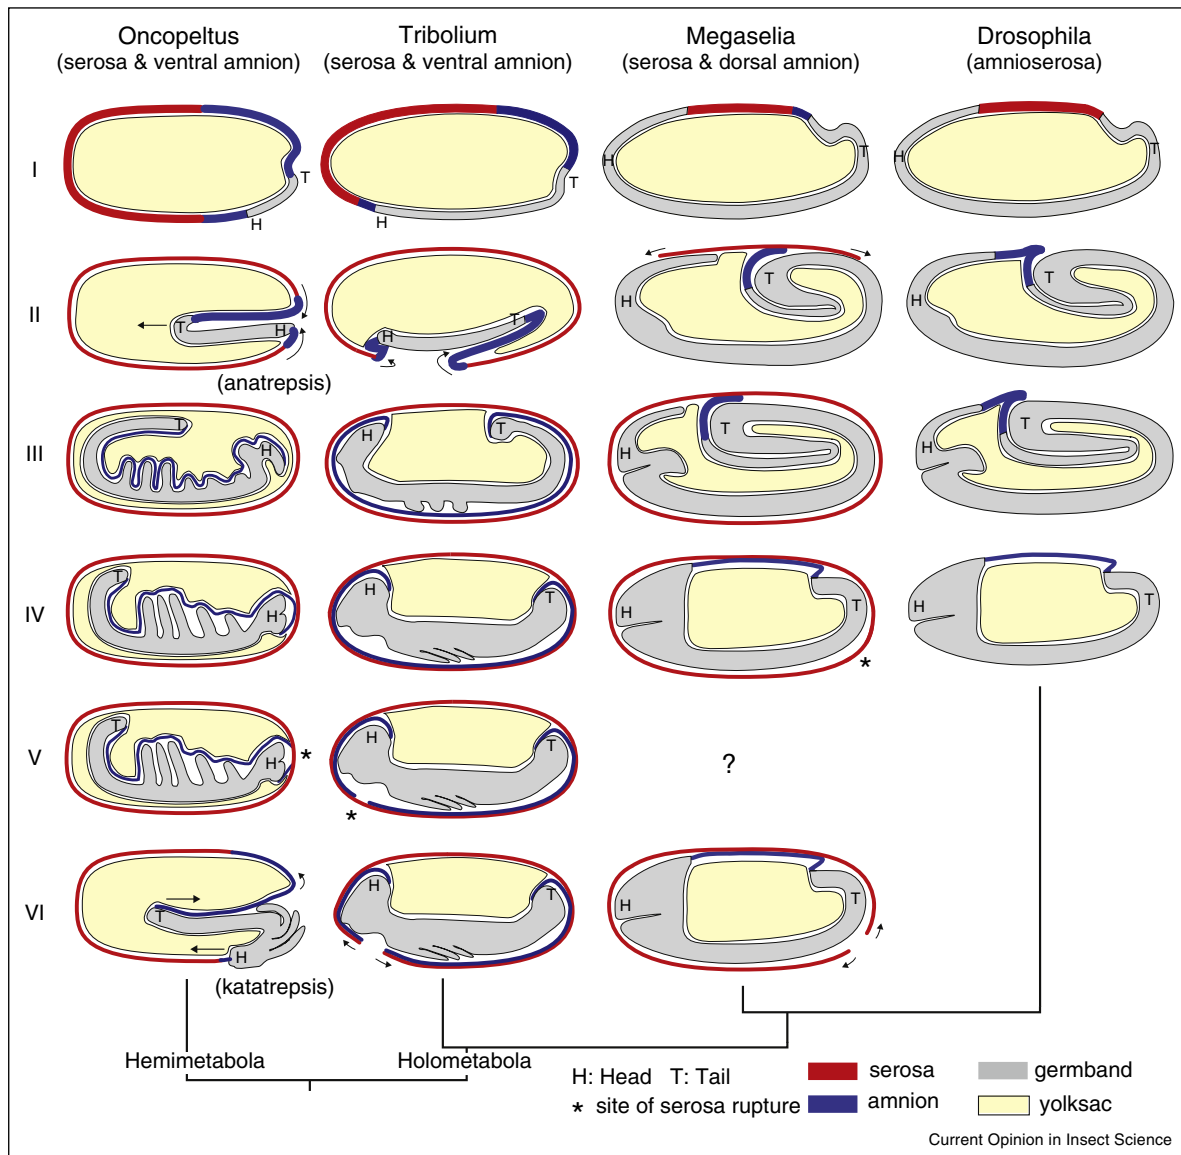 Oncopeltus
(serosa & ventral amnion)
Tribolium
(serosa & ventral amnion)
Megaselia
(serosa & dorsal amnion)
Drosophila
(amnioserosa)
I
T
H
T
H
H
T
H
T
II
T
H
H
T
H
T
H
T
(anatrepsis)
III
T
H
H
T
H
T
H
T
IV
T
H
H
T
H
T
*
H
T
V
T
H
*
H
T
*
?
VI
T
H
H
T
H
T
(katatrepsis)
Hemimetabola
Holometabola
H: Head T: Tail
* site of serosa rupture
serosa
amnion
germband
yolksac
Current Opinion in Insect Science